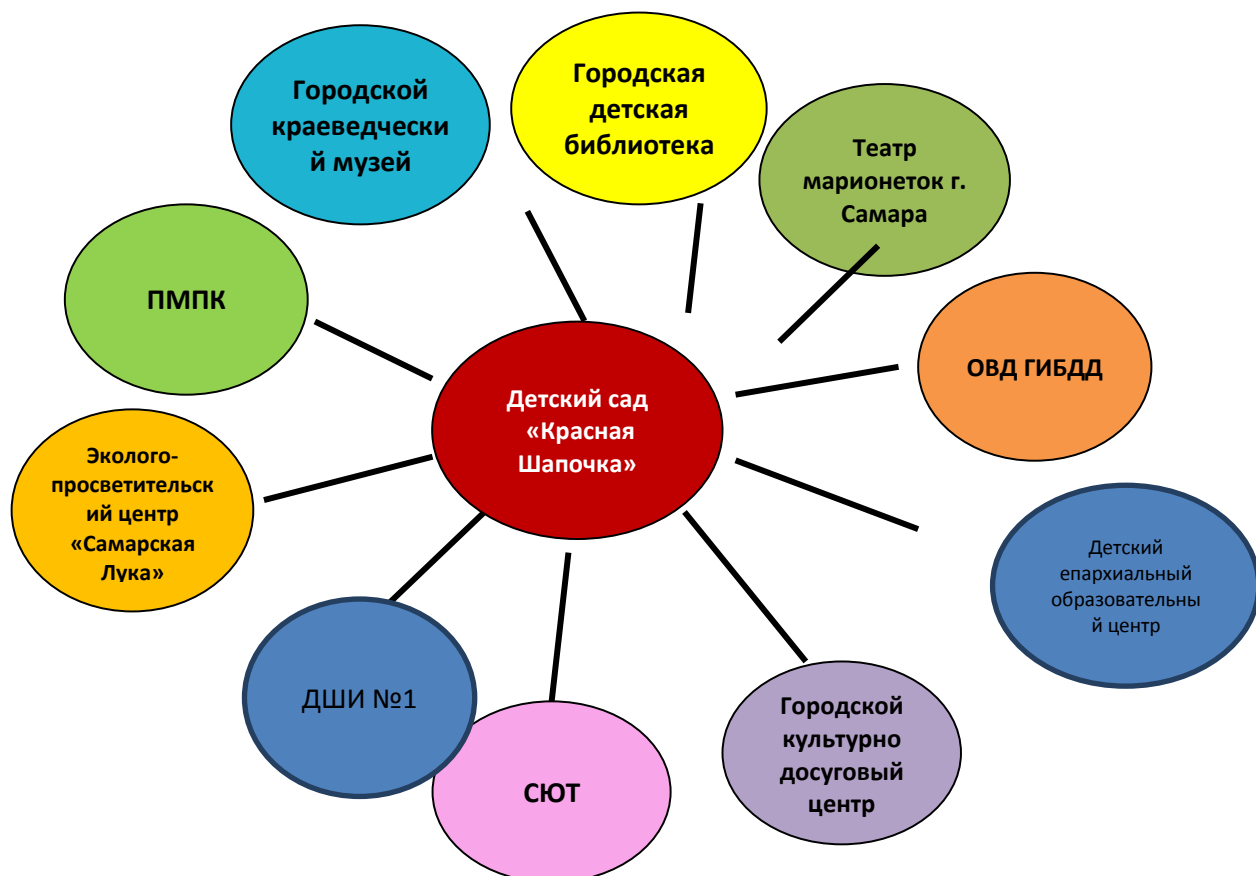 Городской
краеведчески
й музей
Городская
детская
библиотека
Театр
марионеток г.
Самара
ПМПК
ОВД ГИБДД
Детский сад
«Красная
Шапочка»
Эколого-
просветительск
ий центр
«Самарская
Лука»
Детский
епархиальный
образовательны
й центр
ДШИ №1
Городской
культурно
досуговый
центр
СЮТ